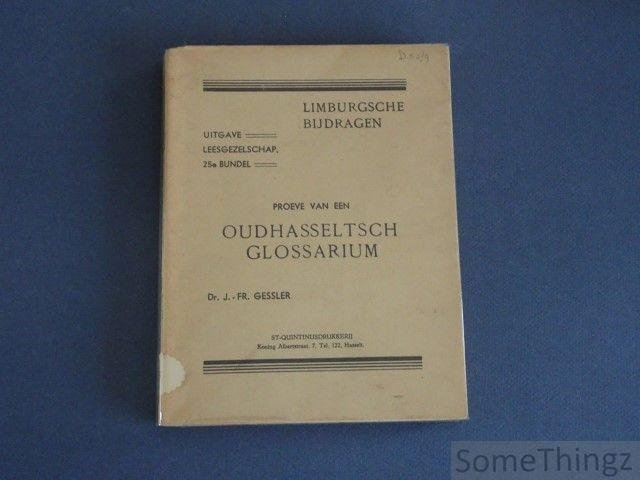 LIMBURGSCHE
BIJDRAGEN
UITGAVE
LEESGEZELSCHAP.
25e BUNDEL
PROEVE VAN EEN
OUDHASSELTSCH
GLOSSARIUM
Dr. J. - FR. GESSLER
ST-QUINTINUSDRUKKERIJ
Koning Albertstraat, 7, Tel. 122, Hasselt.
SomeThingz